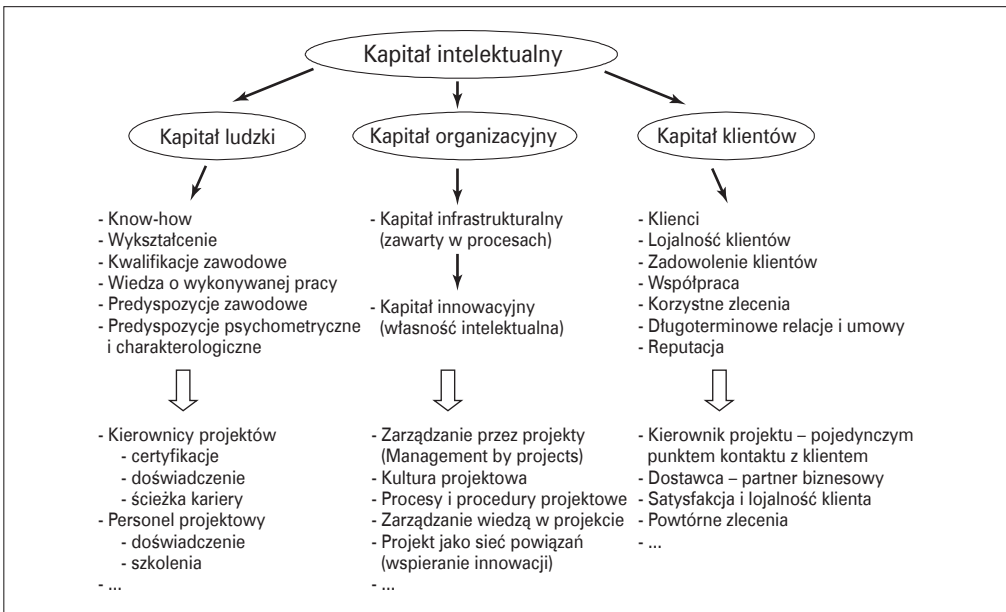 Kapitał intelektualny
Kapitał ludzki
Kapitał organizacyjny
Kapitał klientów
- Know-how
- Wykształcenie
- Kwalifikacje zawodowe
- Wiedza o wykonywanej pracy
- Predyspozycje zawodowe
- Predyspozycje psychometryczne
i charakterologiczne
- Kapitał infrastrukturalny
(zawarty w procesach)
- Kapitał innowacyjny
(własność intelektualna)
- Klienci
- Lojalność klientów
- Zadowolenie klientów
- Współpraca
- Korzystne zlecenia
- Długoterminowe relacje i umowy
- Reputacja
- Kierownicy projektów
- certyfikacje
- doświadczenie
- ścieżka kariery
- Personel projektowy
- doświadczenie
- szkolenia
- ...
- Zarządzanie przez projekty
(Management by projects)
- Kultura projektowa
- Procesy i procedury projektowe
- Zarządzanie wiedzą w projekcie
- Projekt jako sieć powiązań
(wspieranie innowacji)
- ...
- Kierownik projektu – pojedynczym
punktem kontaktu z klientem
- Dostawca – partner biznesowy
- Satysfakcja i lojalność klienta
- Powtórne zlecenia
- ...